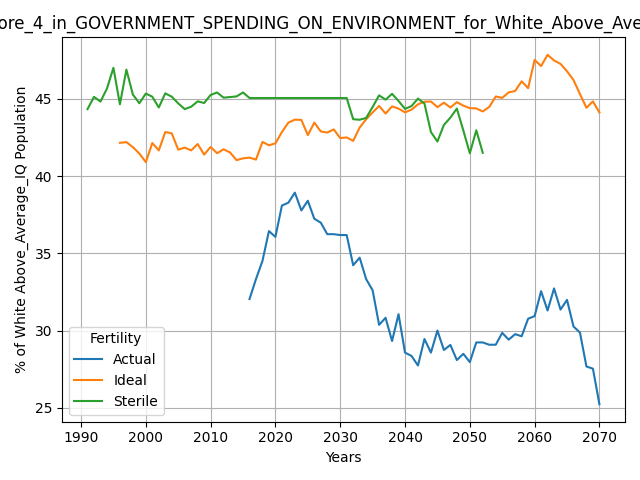 ore_4_in_GOVERNMENT_SPENDING_ON_ENVIRONMENT_for_White_Above_Ave
% of White Above_Average_IQ Population
45
40
35
30
25
Fertility
Actual
Ideal
Sterile
1990 2000 2010 2020 2030 2040 2050 2060 2070
Years